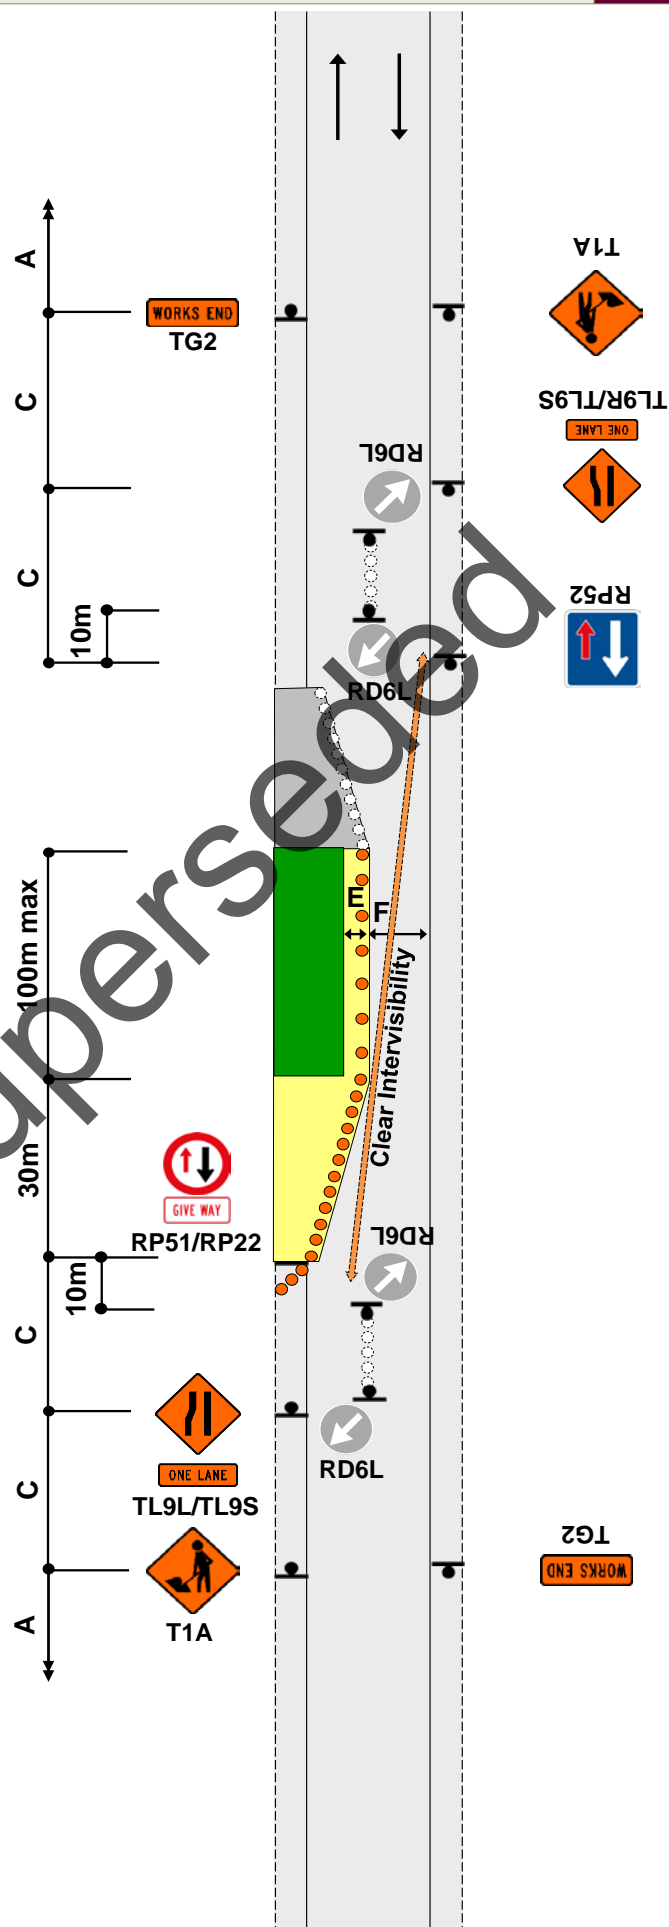 A
WORKS END
TG2
T1A
C
TL9R/TL9S
ONE LANE
RD6L
C
10m
RP52
RD6L
superseded
E
F
100m max
Clear Intervisibility
30m
GIVE WAY
RP51/RP22
RD6L
10m
C
ONE LANE
TL9L/TL9S
RD6L
C
TG2
WORKS END
A
T1A